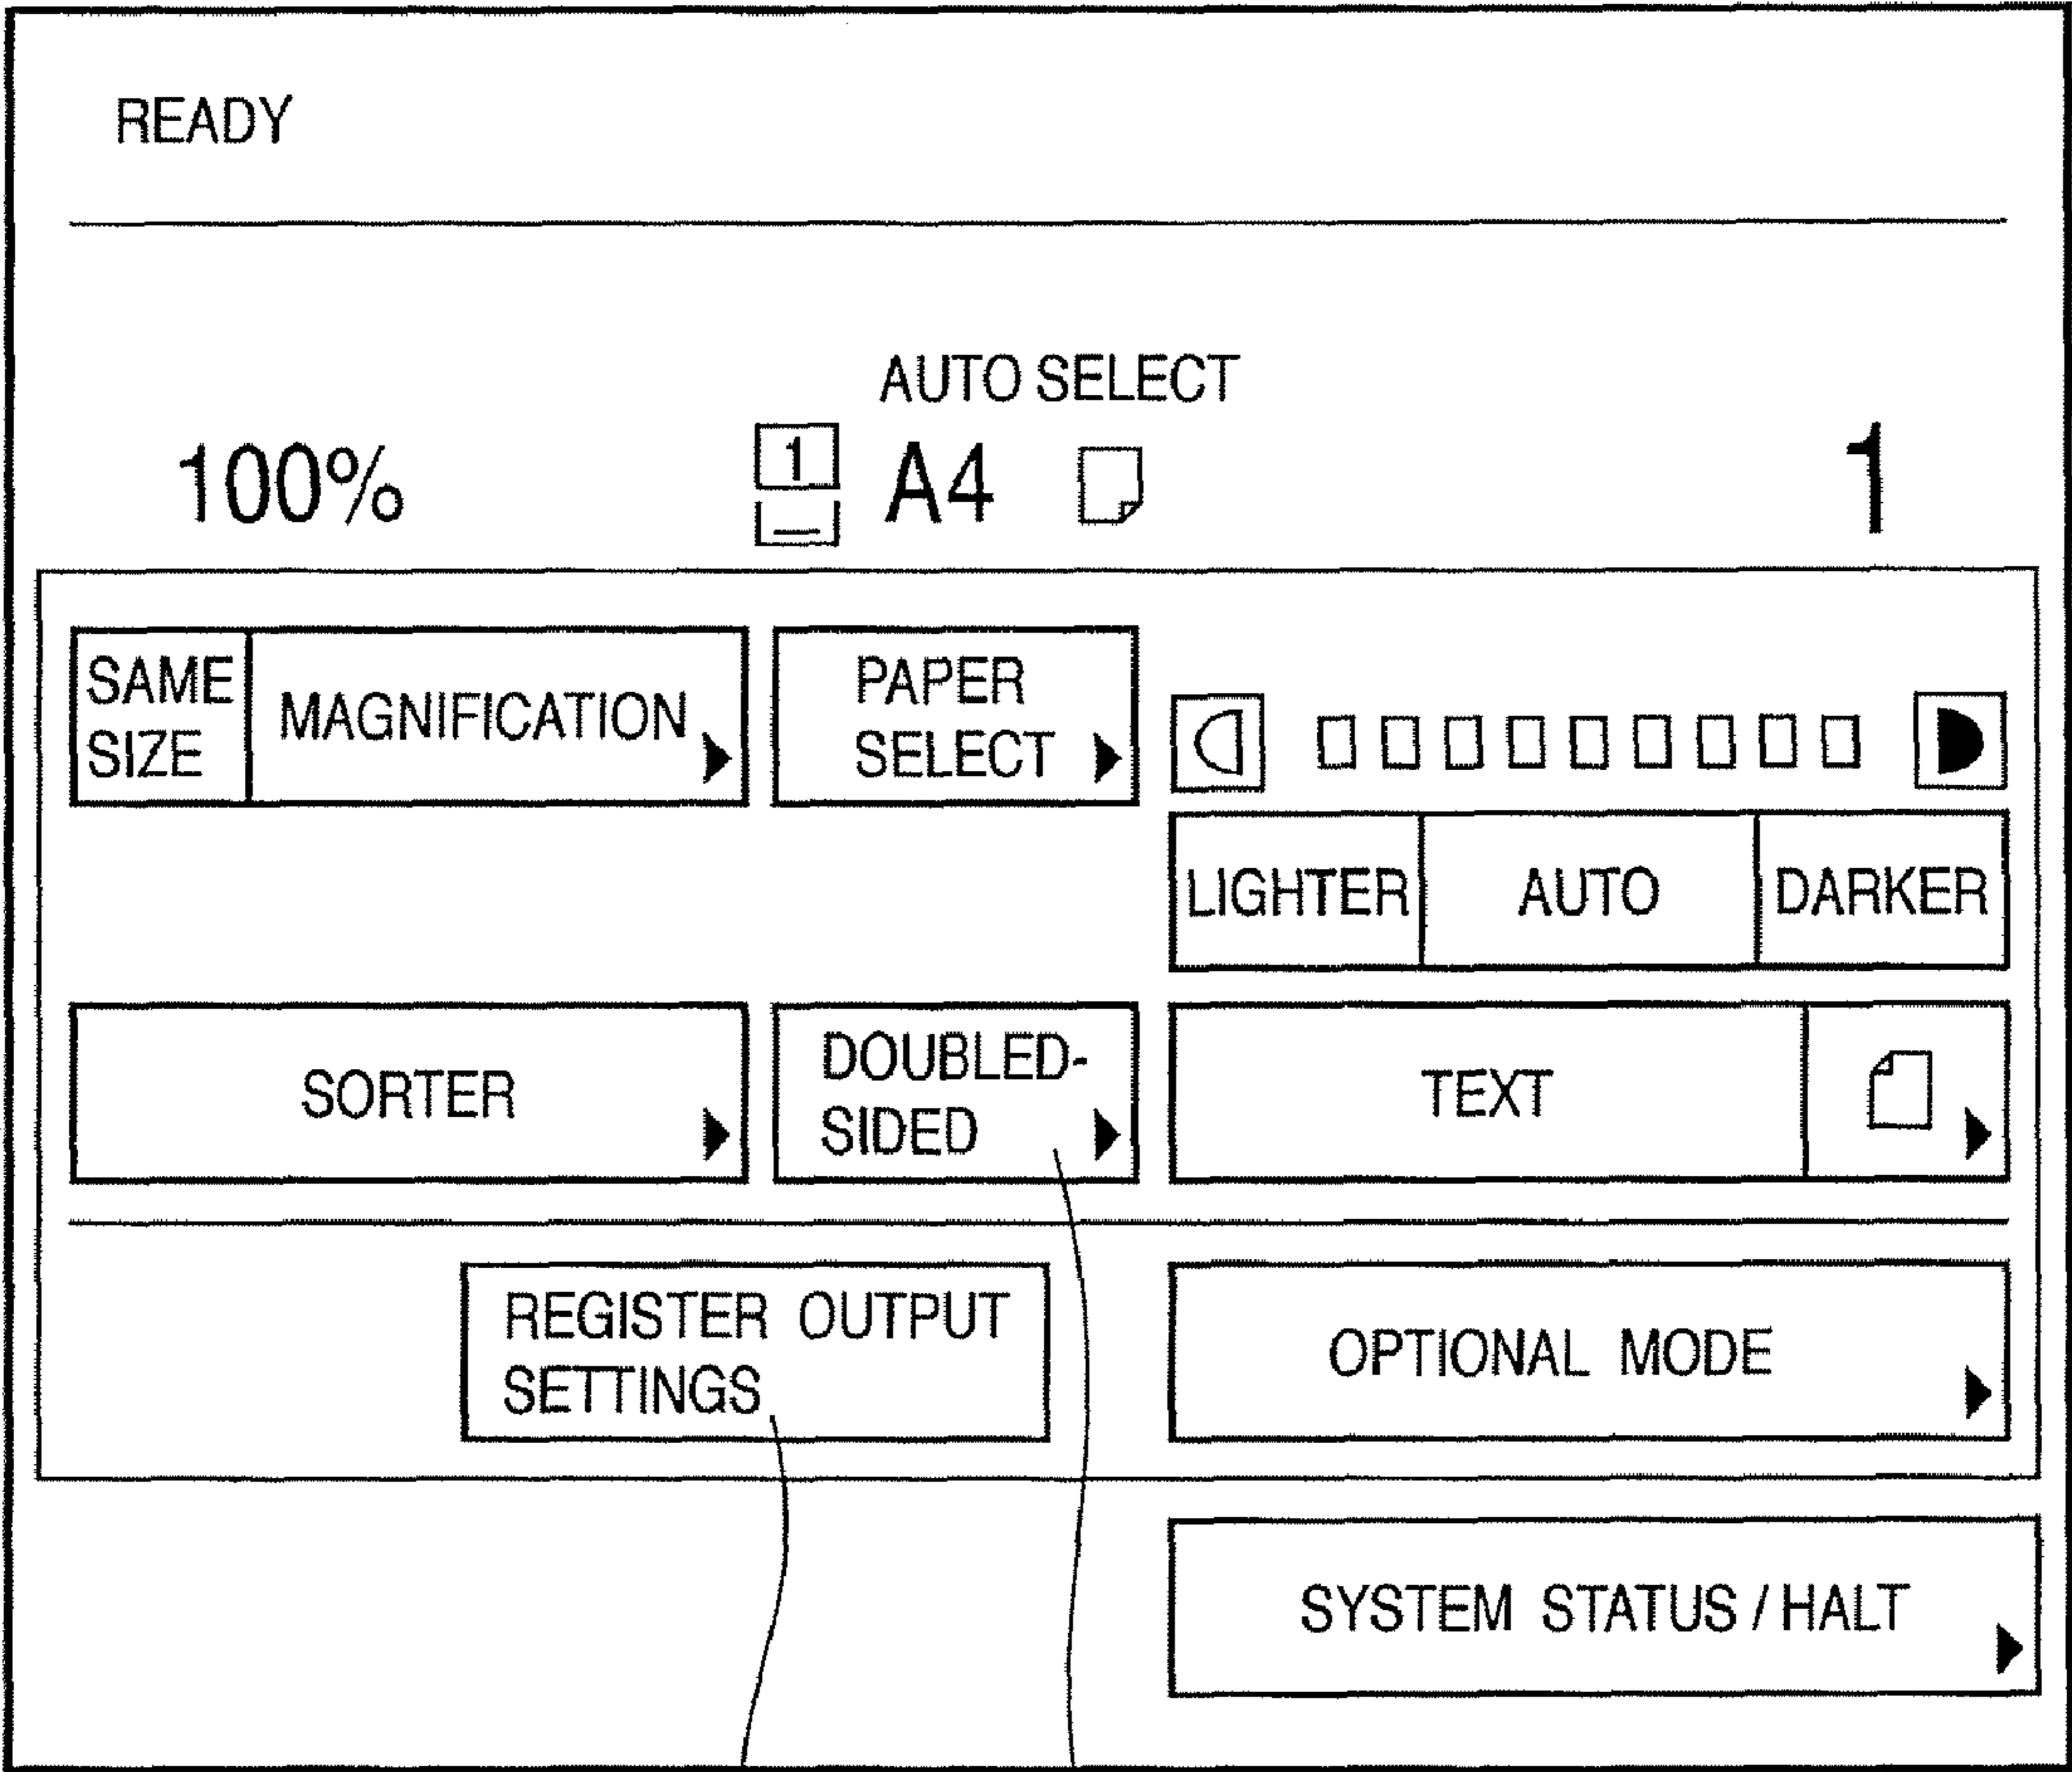 READY
AUTO SELECT
100% 1 A4 1
SAME
SIZE
MAGNIFICATION
PAPER
SELECT
LIGHTER AUTO DARKER
SORTER
DOUBLED-
SIDED
TEXT
REGISTER OUTPUT
SETTINGS
OPTIONAL MODE
SYSTEM STATUS / HALT